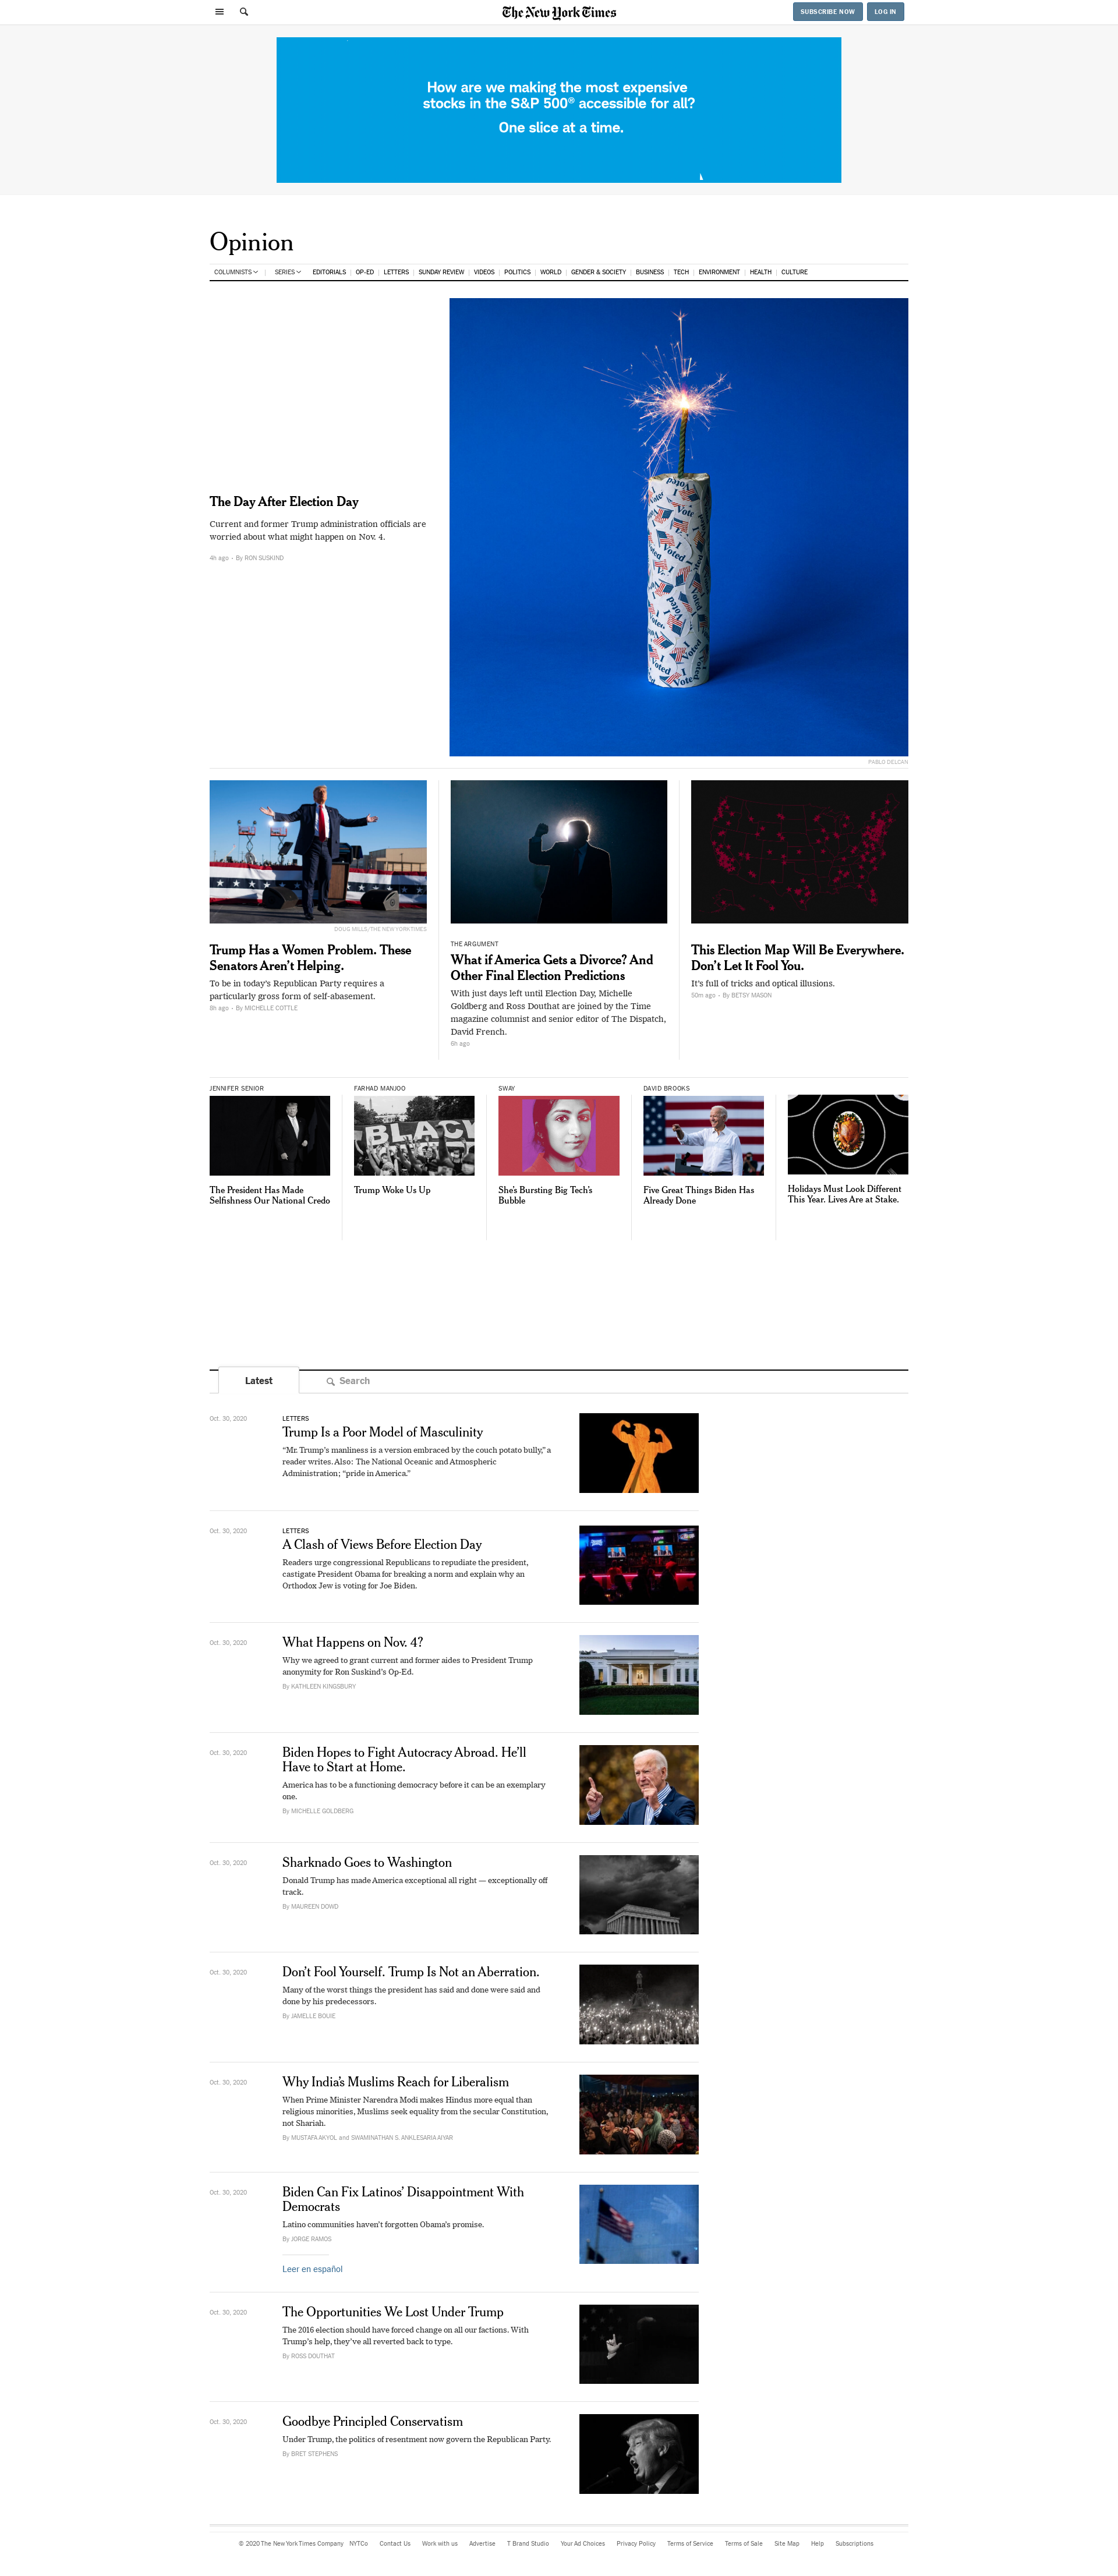 The New York Times
SUBSCRIBE NOW
LOG IN
How are we making the most expensive
stocks in the S&P 500® accessible for all?
One slice at a time.
Opinion
COLUMNISTS
SERIES
EDITORIALS
OP-ED
LETTERS
SUNDAY REVIEW
VIDEOS
POLITICS
WORLD
GENDER & SOCIETY
BUSINESS
TECH
ENVIRONMENT
HEALTH
CULTURE
The Day After Election Day
Current and former Trump administration officials are
worried about what might happen on Nov. 4.
4h ago • By RON SUSKIND
I Voted
PABLO DELCAN
DOUG MILLS/THE NEW YORK TIMES
Trump Has a Women Problem. These
Senators Aren’t Helping.
To be in today’s Republican Party requires a
particularly gross form of self-abasement.
8h ago • By MICHELLE COTTLE
THE ARGUMENT
What if America Gets a Divorce? And
Other Final Election Predictions
With just days left until Election Day, Michelle
Goldberg and Ross Douthat are joined by the Time
magazine columnist and senior editor of The Dispatch,
David French.
6h ago
This Election Map Will Be Everywhere.
Don’t Let It Fool You.
It’s full of tricks and optical illusions.
50m ago • By BETSY MASON
JENNIFER SENIOR
The President Has Made
Selfishness Our National Credo
FARHAD MANJOO
BLACK
Trump Woke Us Up
SWAY
She’s Bursting Big Tech’s
Bubble
DAVID BROOKS
Five Great Things Biden Has
Already Done
Holidays Must Look Different
This Year. Lives Are at Stake.
Latest
Search
Oct. 30, 2020
LETTERS
Trump Is a Poor Model of Masculinity
“Mr. Trump’s manliness is a version embraced by the couch potato bully,” a
reader writes. Also: The National Oceanic and Atmospheric
Administration; “pride in America.”
Oct. 30, 2020
LETTERS
A Clash of Views Before Election Day
Readers urge congressional Republicans to repudiate the president,
castigate President Obama for breaking a norm and explain why an
Orthodox Jew is voting for Joe Biden.
Oct. 30, 2020
What Happens on Nov. 4?
Why we agreed to grant current and former aides to President Trump
anonymity for Ron Suskind’s Op-Ed.
By KATHLEEN KINGSBURY
Oct. 30, 2020
Biden Hopes to Fight Autocracy Abroad. He’ll
Have to Start at Home.
America has to be a functioning democracy before it can be an exemplary
one.
By MICHELLE GOLDBERG
Oct. 30, 2020
Sharknado Goes to Washington
Donald Trump has made America exceptional all right — exceptionally off
track.
By MAUREEN DOWD
Oct. 30, 2020
Don’t Fool Yourself. Trump Is Not an Aberration.
Many of the worst things the president has said and done were said and
done by his predecessors.
By JAMELLE BOUIE
Oct. 30, 2020
Why India’s Muslims Reach for Liberalism
When Prime Minister Narendra Modi makes Hindus more equal than
religious minorities, Muslims seek equality from the secular Constitution,
not Shariah.
By MUSTAFA AKYOL and SWAMINATHAN S. ANKLESARIA AIYAR
Oct. 30, 2020
Biden Can Fix Latinos’ Disappointment With
Democrats
Latino communities haven’t forgotten Obama’s promise.
By JORGE RAMOS
Leer en español
Oct. 30, 2020
The Opportunities We Lost Under Trump
The 2016 election should have forced change on all our factions. With
Trump’s help, they’ve all reverted back to type.
By ROSS DOUTHAT
Oct. 30, 2020
Goodbye Principled Conservatism
Under Trump, the politics of resentment now govern the Republican Party.
By BRET STEPHENS
© 2020 The New York Times Company NYTCo Contact Us Work with us Advertise T Brand Studio Your Ad Choices Privacy Policy Terms of Service Terms of Sale Site Map Help Subscriptions